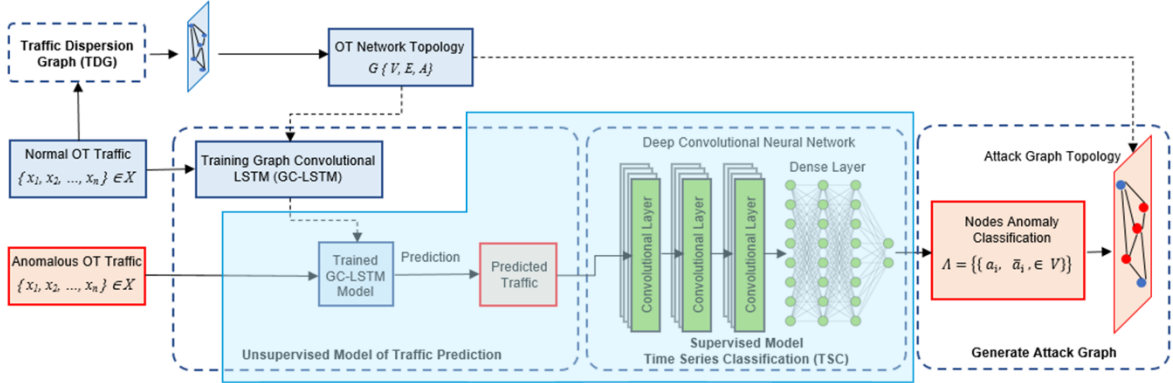 Traffic Dispersion
Graph (TDG)
OT Network Topology
G { V, E, A}
Normal OT Traffic
{ x₁, x₂, ..., xₙ } ∈ X
Training Graph Convolutional
LSTM (GC-LSTM)
Anomalous OT Traffic
{ x₁, x₂, ..., xₙ } ∈ X
Trained
GC-LSTM
Model
Prediction
Predicted
Traffic
Unsupervised Model of Traffic Prediction
Deep Convolutional Neural Network
Dense Layer
Convolutional Layer
Convolutional Layer
Convolutional Layer
Supervised Model
Time Series Classification (TSC)
Attack Graph Topology
Nodes Anomaly
Classification
Λ = {{ aᵢ, āᵢ , ∈ V}}
Generate Attack Graph